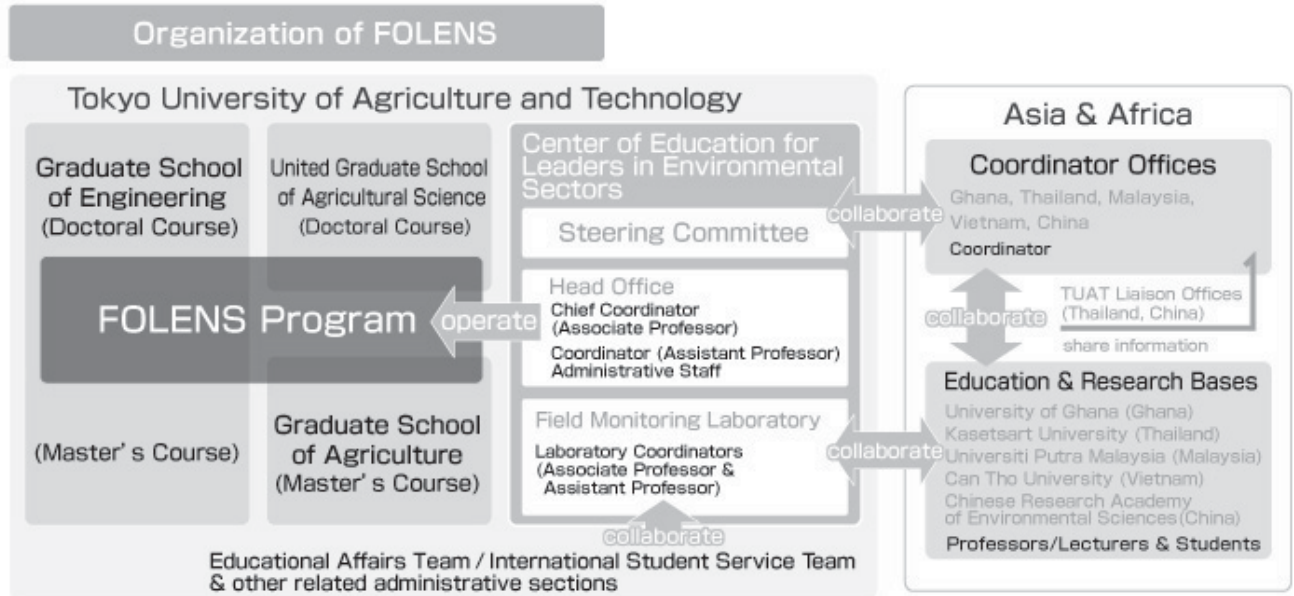 Organization of FOLENS
Tokyo University of Agriculture and Technology
Graduate School
of Engineering
(Doctoral Course)
United Graduate School
of Agricultural Science
(Doctoral Course)
FOLENS Program
operate
(Master's Course)
Graduate School
of Agriculture
(Master's Course)
Center of Education for
Leaders in Environmental
Sectors
Steering Committee
Head Office
Chief Coordinator
(Associate Professor)
Coordinator (Assistant Professor)
Administrative Staff
Field Monitoring Laboratory
Laboratory Coordinators
(Associate Professor &
Assistant Professor)
collaborate
Educational Affairs Team / International Student Service Team
& other related administrative sections
collaborate
collaborate
Asia & Africa
Coordinator Offices
Ghana, Thailand, Malaysia,
Vietnam, China
Coordinator
collaborate
TUAT Liaison Offices
(Thailand, China)
share information
Education & Research Bases
University of Ghana (Ghana)
Kasetsart University (Thailand)
Universiti Putra Malaysia (Malaysia)
Can Tho University (Vietnam)
Chinese Research Academy
of Environmental Sciences(China)
Professors/Lecturers & Students